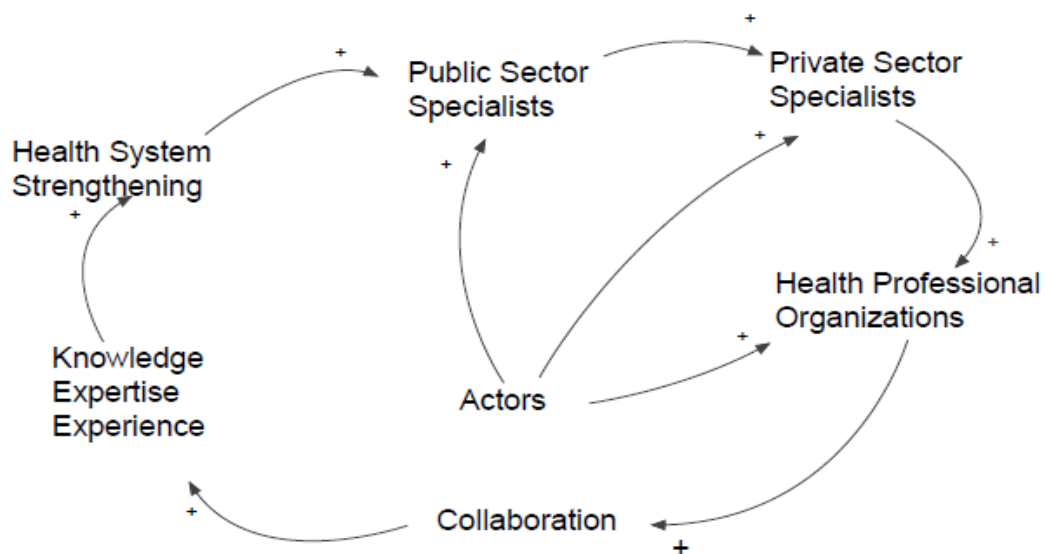 +
+
Public Sector
Specialists
Private Sector
Specialists
Health System
Strengthening
+
+
+
+
Health Professional
Organizations
+
Knowledge
Expertise
Experience
Actors
+
Collaboration
+